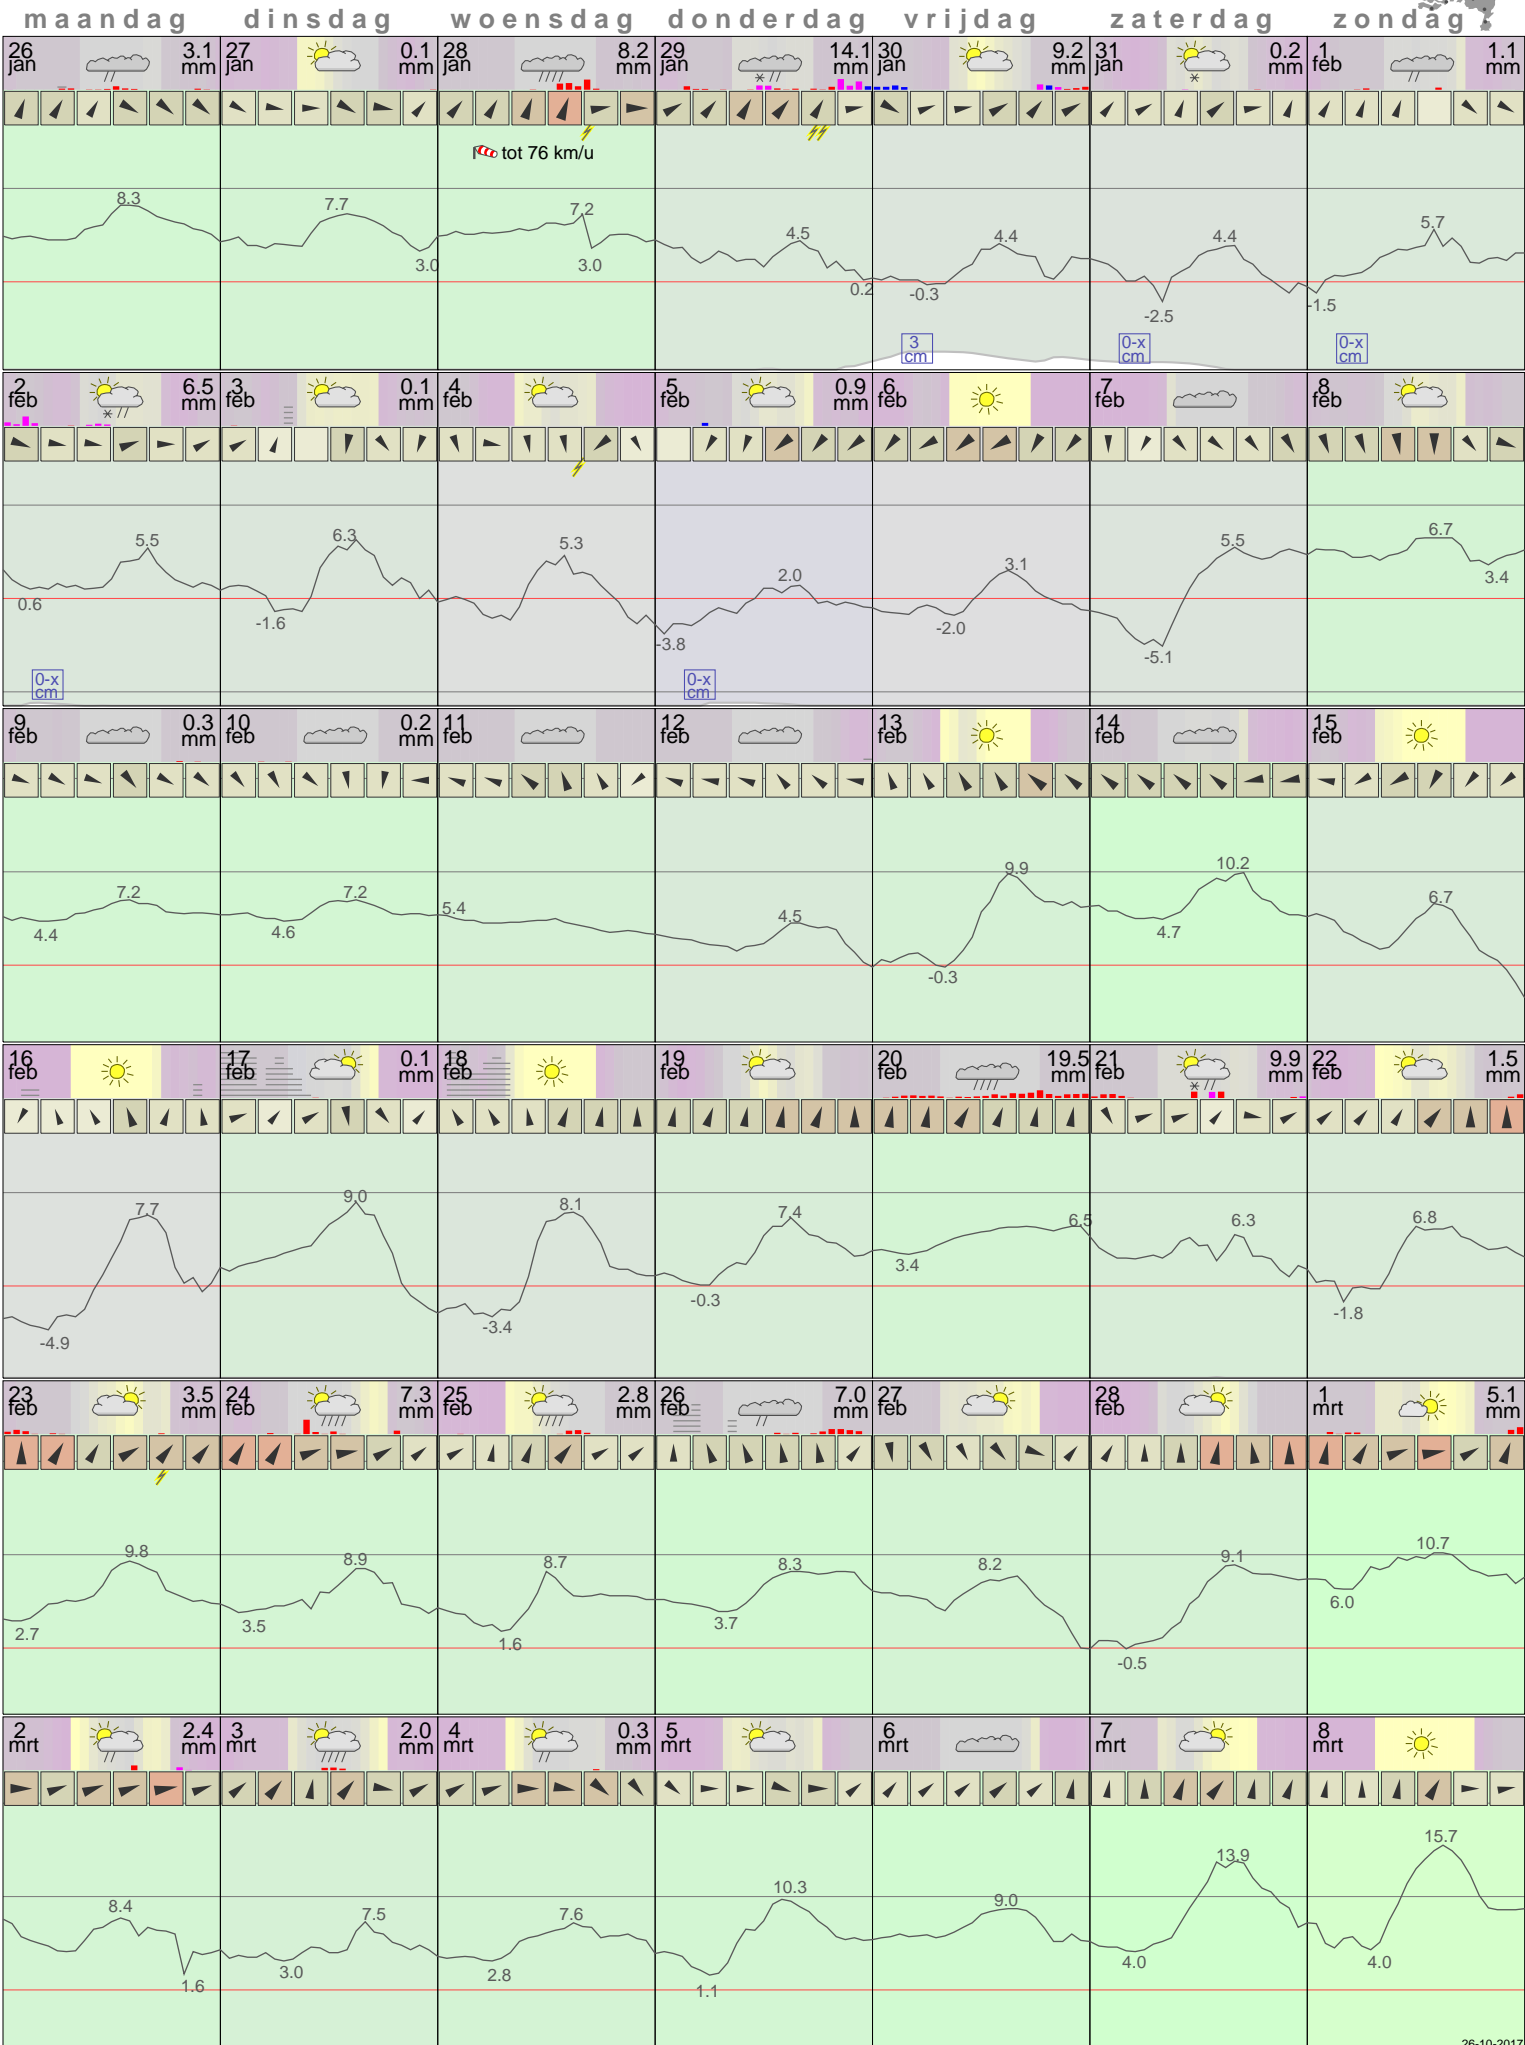 maandag dinsdag woensdag donderdag vrijdag zaterdag zondag
26 jan 3.1 mm 27 jan 0.1 mm 28 jan 8.2 mm 29 jan 14.1 mm 30 jan 9.2 mm 31 jan 0.2 mm 1 feb 1.1 mm
tot 76 km/u
8.3 7.7 3.0 7.2 3.0 4.5 0.2 -0.3 4.4 -2.5 4.4 -1.5 5.7
3 cm 0-x cm 0-x cm
2 feb 6.5 mm 3 feb 0.1 mm 4 feb 5 feb 0.9 mm 6 feb 7 feb 8 feb
0.6 5.5 -1.6 6.3 5.3 -3.8 2.0 -2.0 3.1 -5.1 5.5 6.7 3.4
0-x cm 0-x cm
9 feb 0.3 mm 10 feb 0.2 mm 11 feb 12 feb 13 feb 14 feb 15 feb
4.4 7.2 4.6 7.2 5.4 4.5 -0.3 9.9 4.7 10.2 6.7
16 feb 17 feb 0.1 mm 18 feb 19 feb 20 feb 19.5 mm 21 feb 9.9 mm 22 feb 1.5 mm
-4.9 7.7 9.0 -3.4 8.1 -0.3 7.4 3.4 6.5 6.3 -1.8 6.8
23 feb 3.5 mm 24 feb 7.3 mm 25 feb 2.8 mm 26 feb 7.0 mm 27 feb 28 feb 1 mrt 5.1 mm
2.7 9.8 3.5 8.9 1.6 8.7 3.7 8.3 8.2 -0.5 9.1 6.0 10.7
2 mrt 2.4 mm 3 mrt 2.0 mm 4 mrt 0.3 mm 5 mrt 6 mrt 7 mrt 8 mrt
8.4 1.6 3.0 7.5 2.8 7.6 1.1 10.3 9.0 4.0 13.9 4.0 15.7
26-10-2017